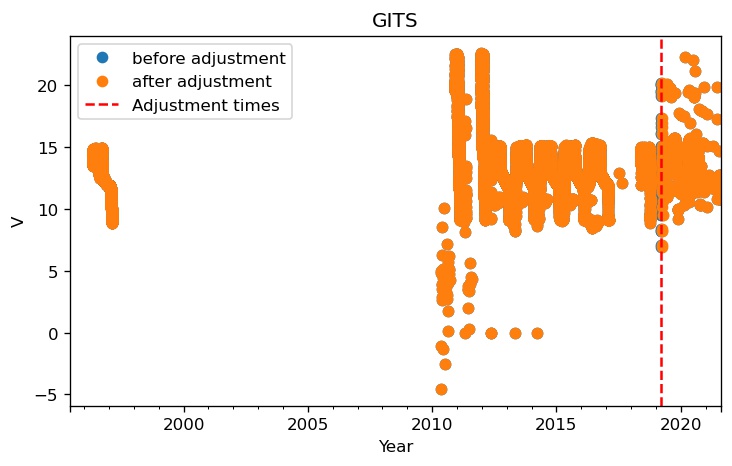 GITS
before adjustment
after adjustment
Adjustment times
V
20
15
10
5
0
−5
2000
2005
2010
2015
2020
Year